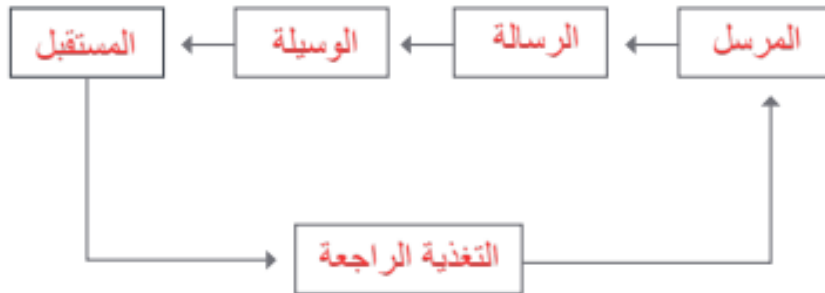 المرسل
الرسالة
الوسيلة
المستقبل
التغذية الراجعة